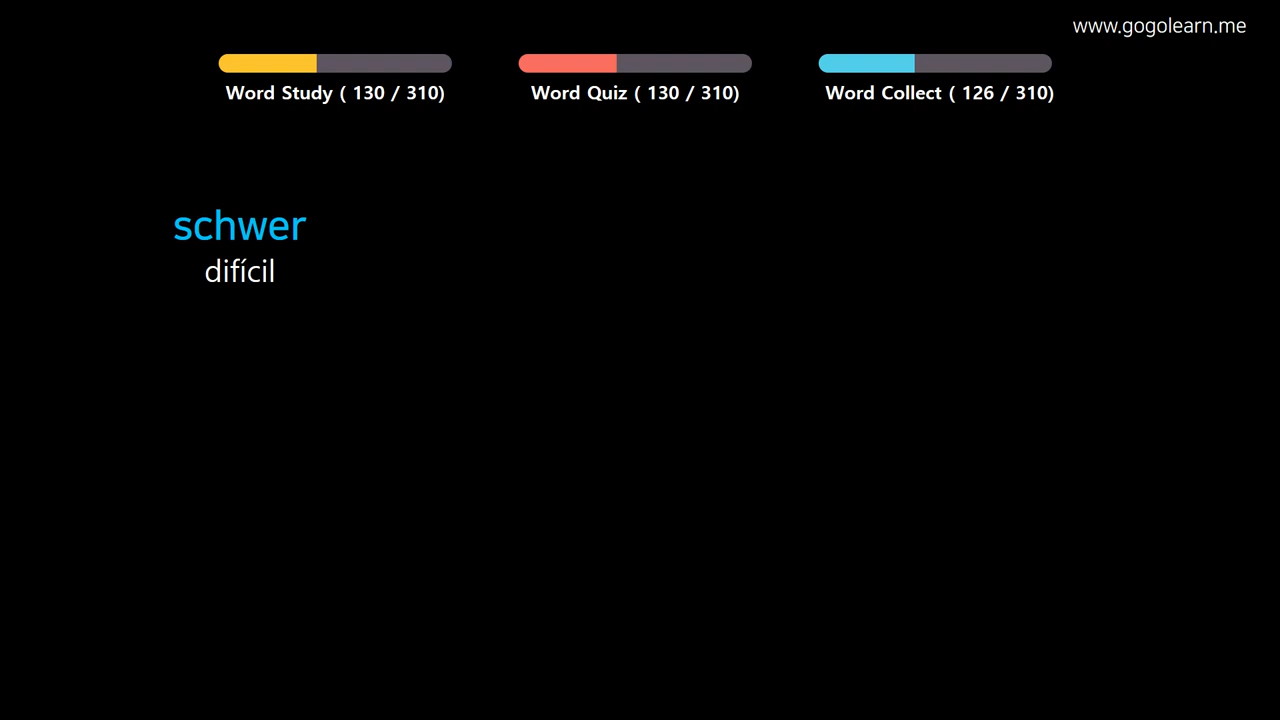 www.gogolearn.me
Word Study ( 130 / 310)
Word Quiz ( 130 / 310)
Word Collect ( 126 / 310)
schwer
difícil